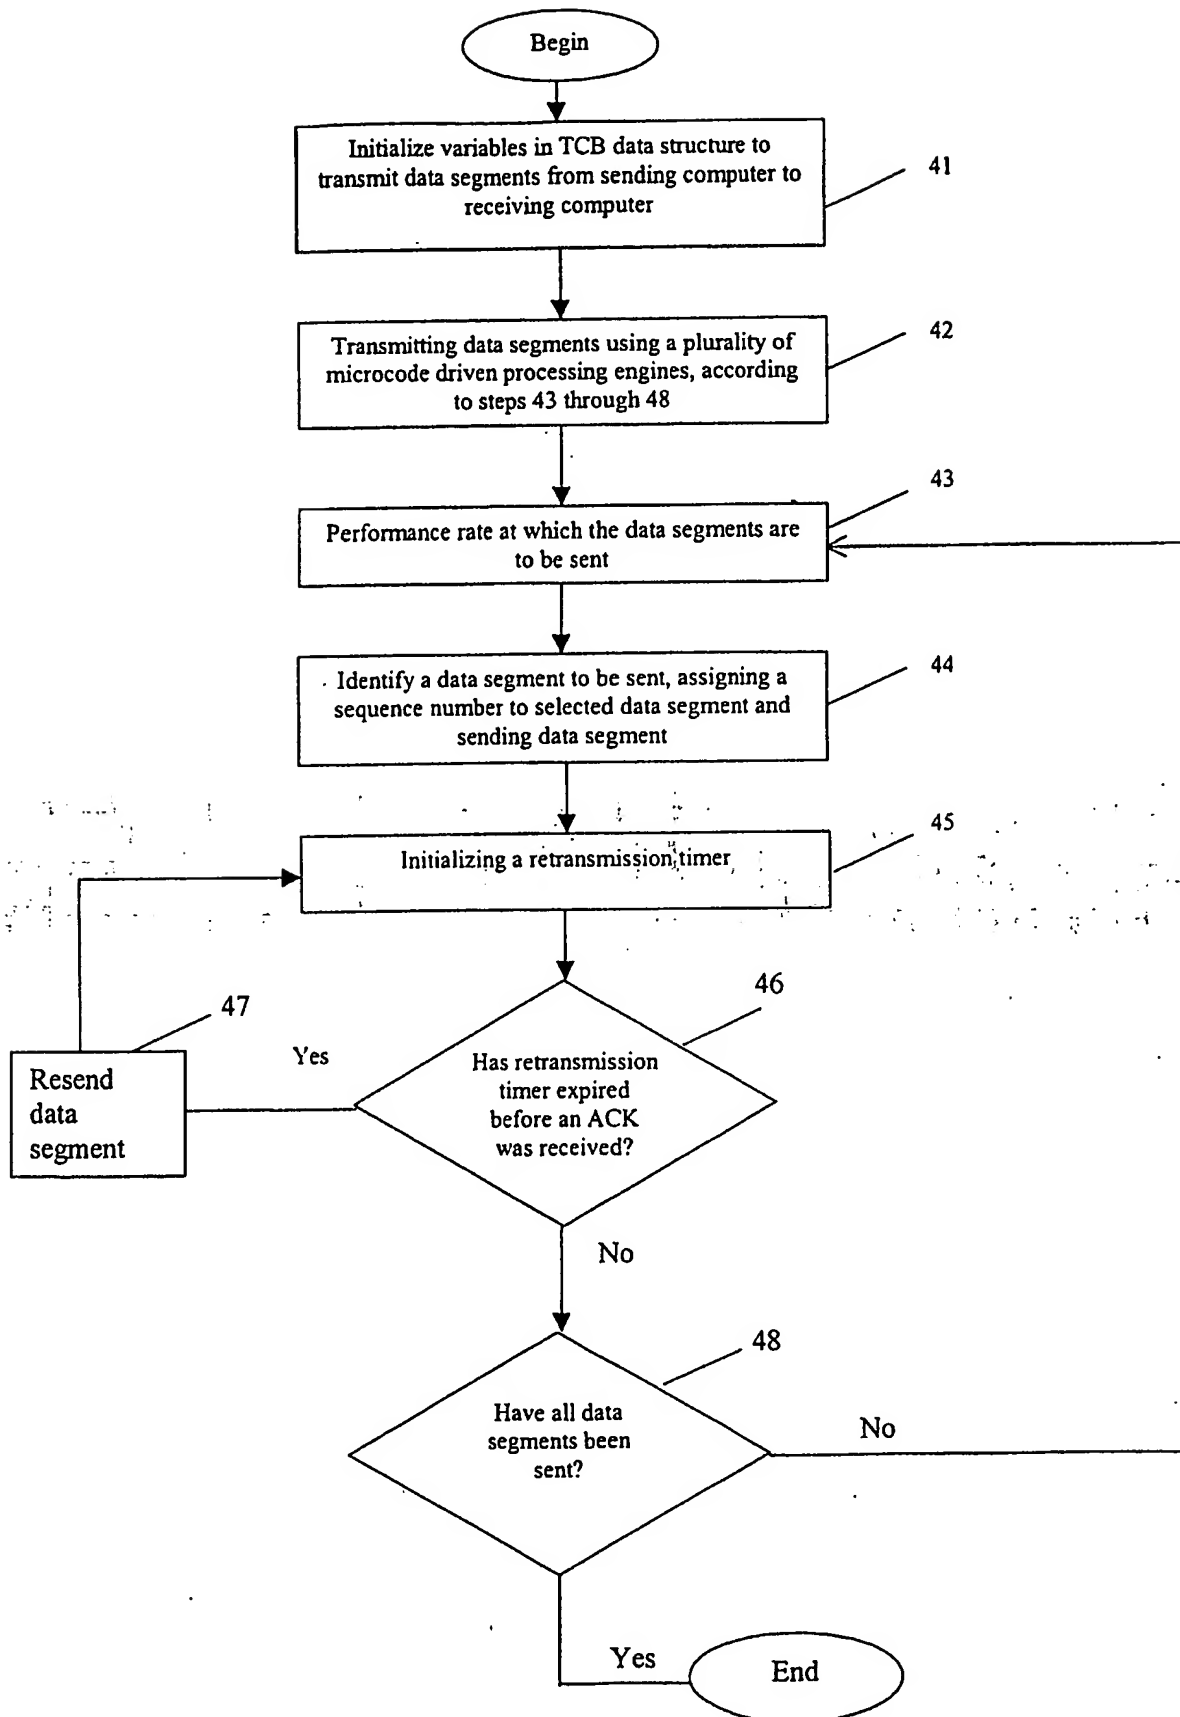 Begin
Initialize variables in TCB data structure to
transmit data segments from sending computer to
receiving computer
41
Transmitting data segments using a plurality of
microcode driven processing engines, according
to steps 43 through 48
42
Performance rate at which the data segments are
to be sent
43
Identify a data segment to be sent, assigning a
sequence number to selected data segment and
sending data segment
44
Initializing a retransmission timer
45
Has retransmission
timer expired
before an ACK
was received?
46
Yes
Resend
data
segment
47
No
Have all data
segments been
sent?
48
No
Yes
End